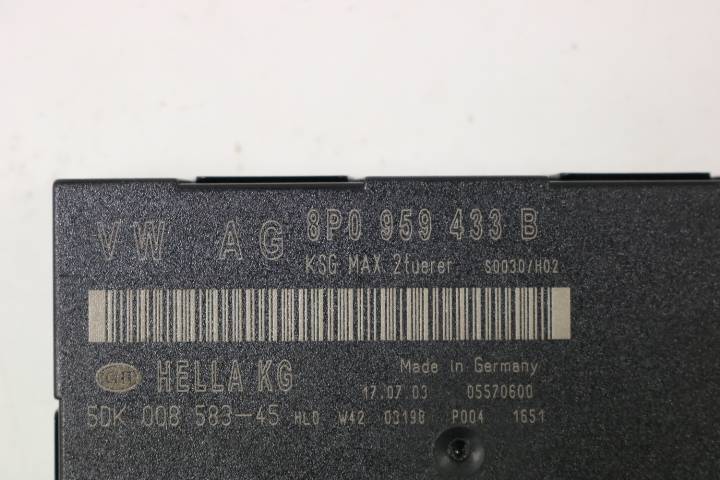 VW AG 8P0 959 433 B
KSG MAX 2tuerer S0030/H02
HELLA KG Made in Germany
17.07.03 05570600
5DK 008 583-45 HL0 W42 03190 P004 1651